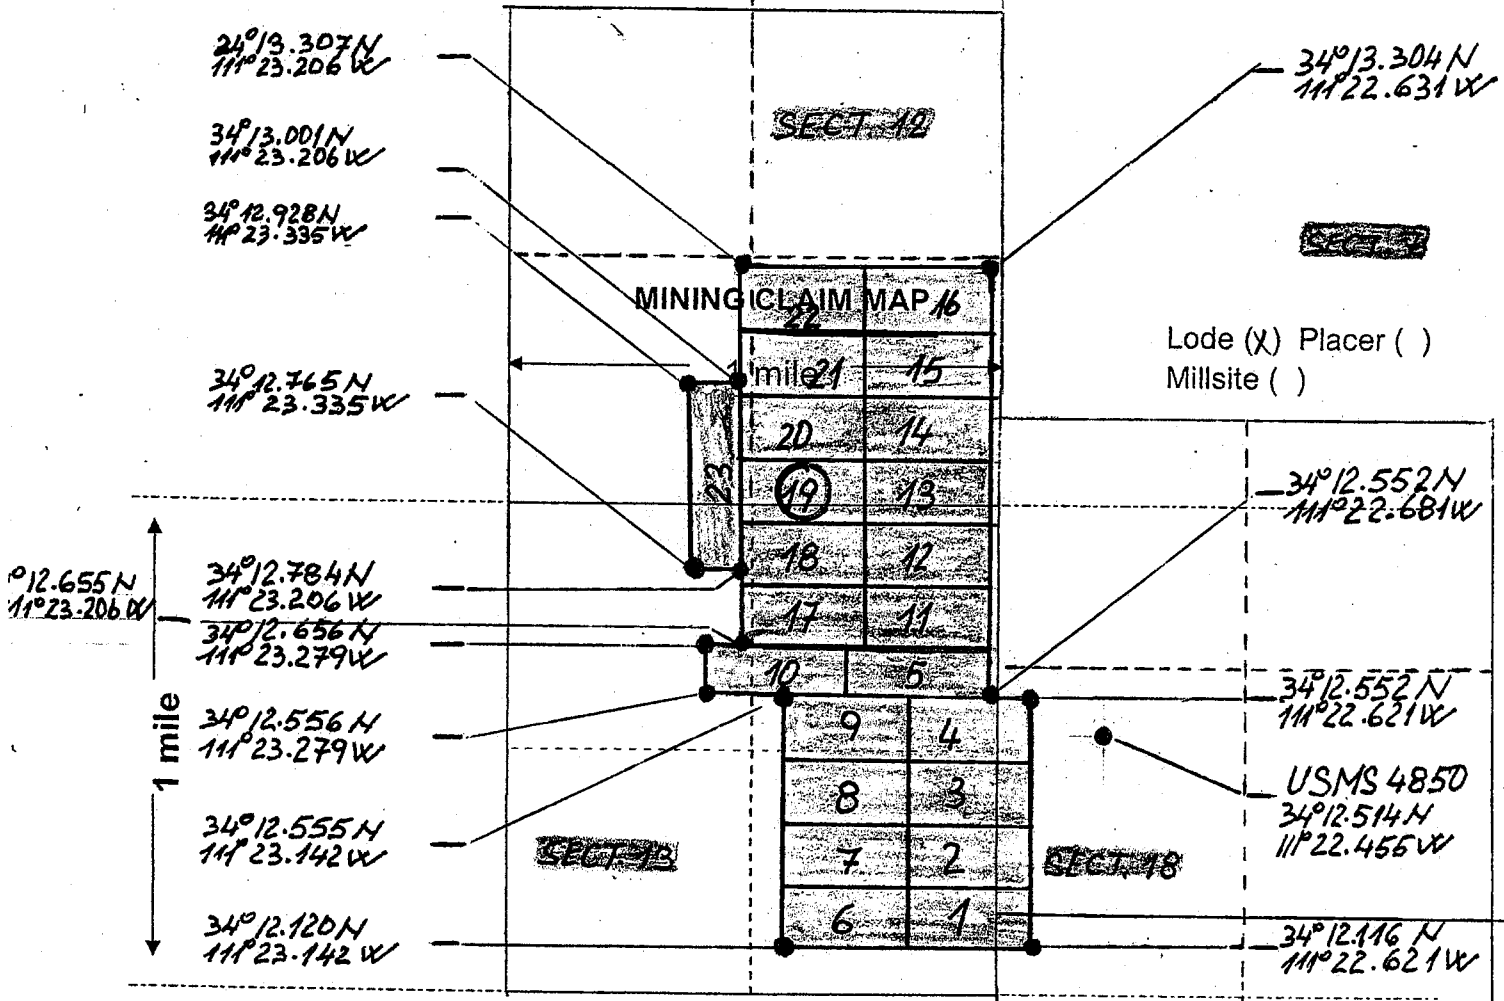 34°13.307N
111°23.206W
34°13.304N
111°22.631W
SECT. 12
34°13.001N
111°23.206W
34°12.928N
111°23.335W
MINING CLAIM MAP
22
16
Lode (X) Placer ( )
Millsite ( )
1 mile
21
15
34°12.765N
111°23.335W
20
14
23
19
13
34°12.552N
111°22.681W
18
12
°12.655N
11°23.206W
34°12.784N
111°23.206W
17
11
34°12.656N
111°23.279W
10
5
34°12.552N
111°22.621W
1 mile
34°12.556N
111°23.279W
9
4
8
3
USMS 4850
34°12.514N
111°22.455W
34°12.555N
111°23.142W
SECT. 13
7
2
SECT. 18
6
1
34°12.120N
111°23.142W
34°12.116N
111°22.621W